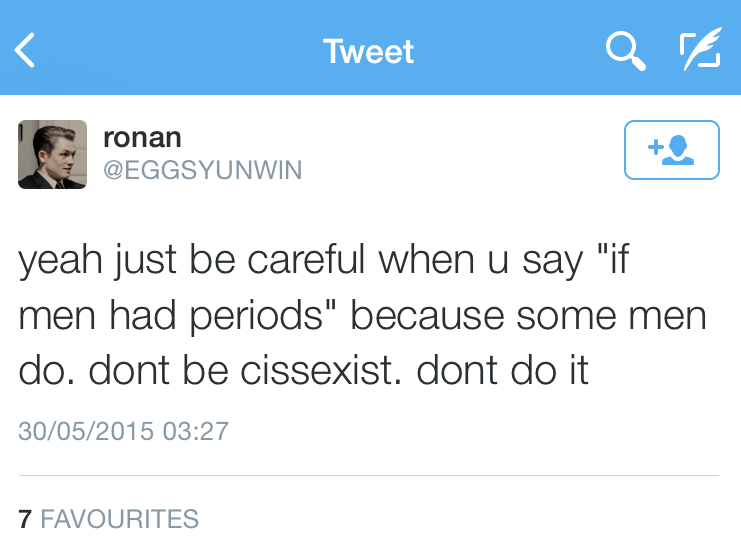 Tweet
ronan
@EGGSYUNWIN
yeah just be careful when u say "if
men had periods" because some men
do. dont be cissexist. dont do it
30/05/2015 03:27
7 FAVOURITES